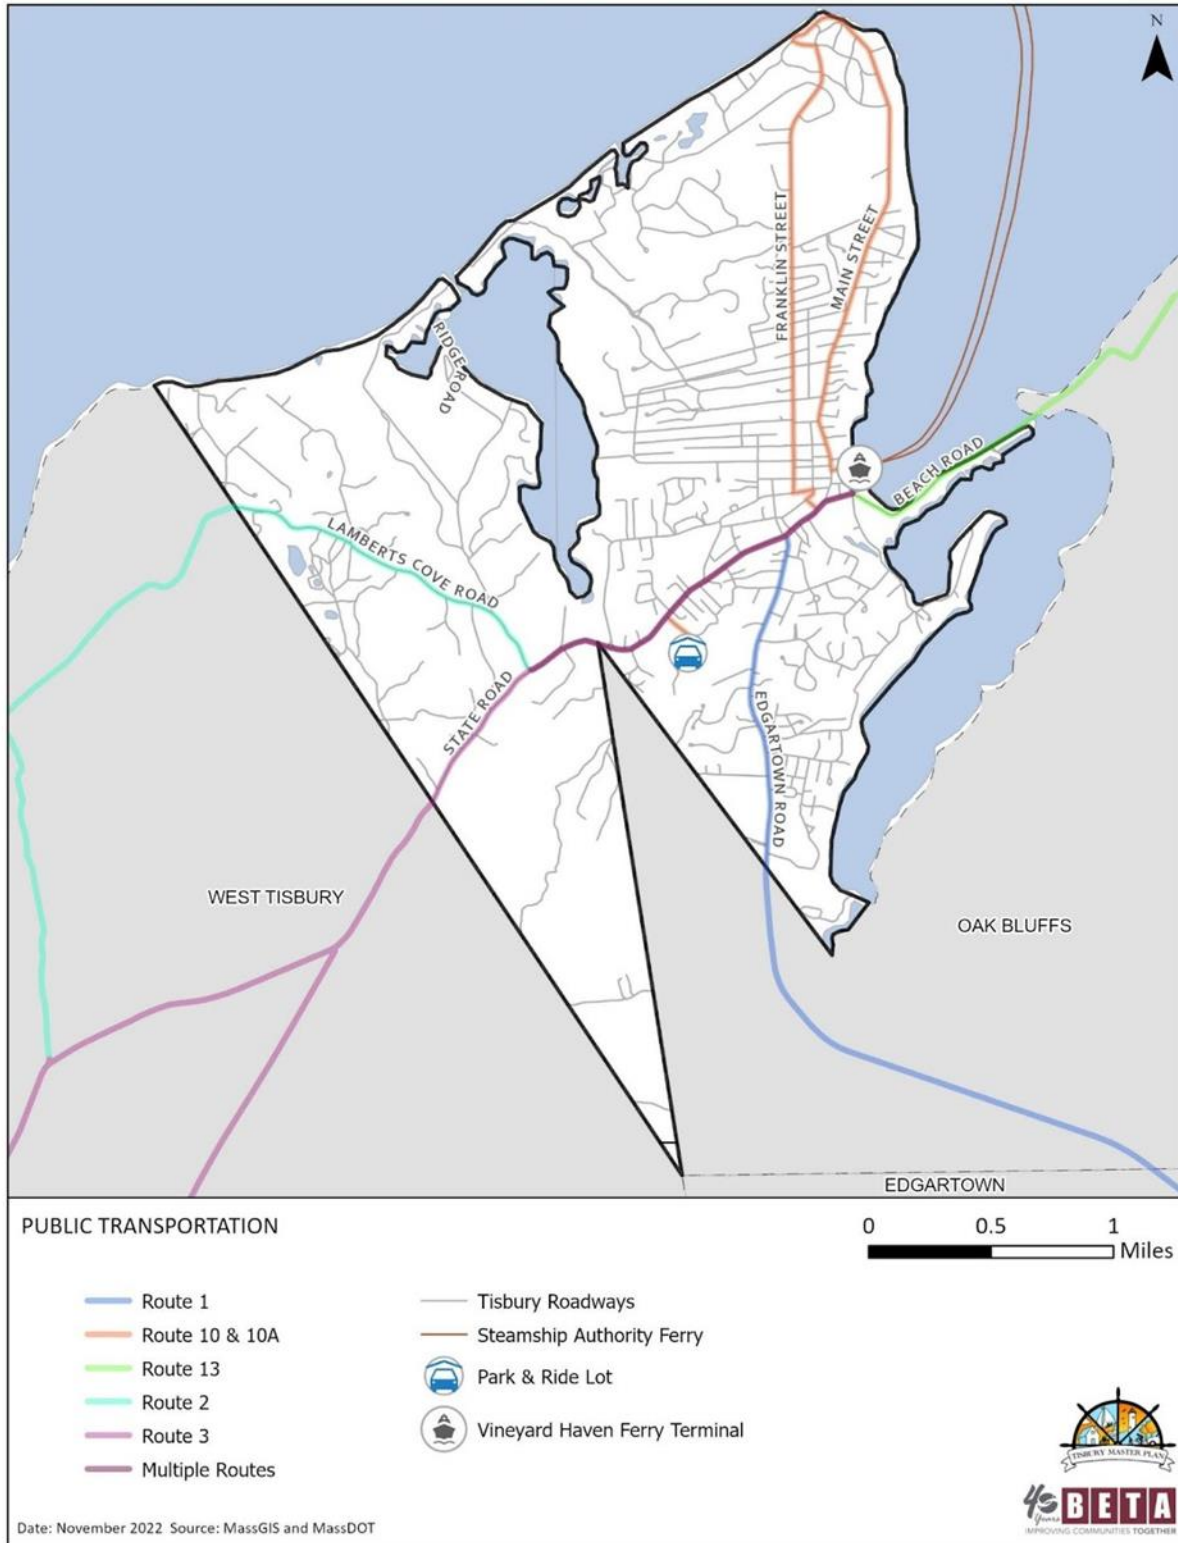 N
FRANKLIN STREET
MAIN STREET
RIDGE ROAD
BEACH ROAD
LAMBERTS COVE ROAD
STATE ROAD
EDGARTOWN ROAD
WEST TISBURY
OAK BLUFFS
EDGARTOWN
PUBLIC TRANSPORTATION
0 0.5 1
Miles
Route 1
Route 10 & 10A
Route 13
Route 2
Route 3
Multiple Routes
Tisbury Roadways
Steamship Authority Ferry
Park & Ride Lot
Vineyard Haven Ferry Terminal
TISBURY MASTER PLAN
40 Years BETA
IMPROVING COMMUNITIES TOGETHER
Date: November 2022 Source: MassGIS and MassDOT